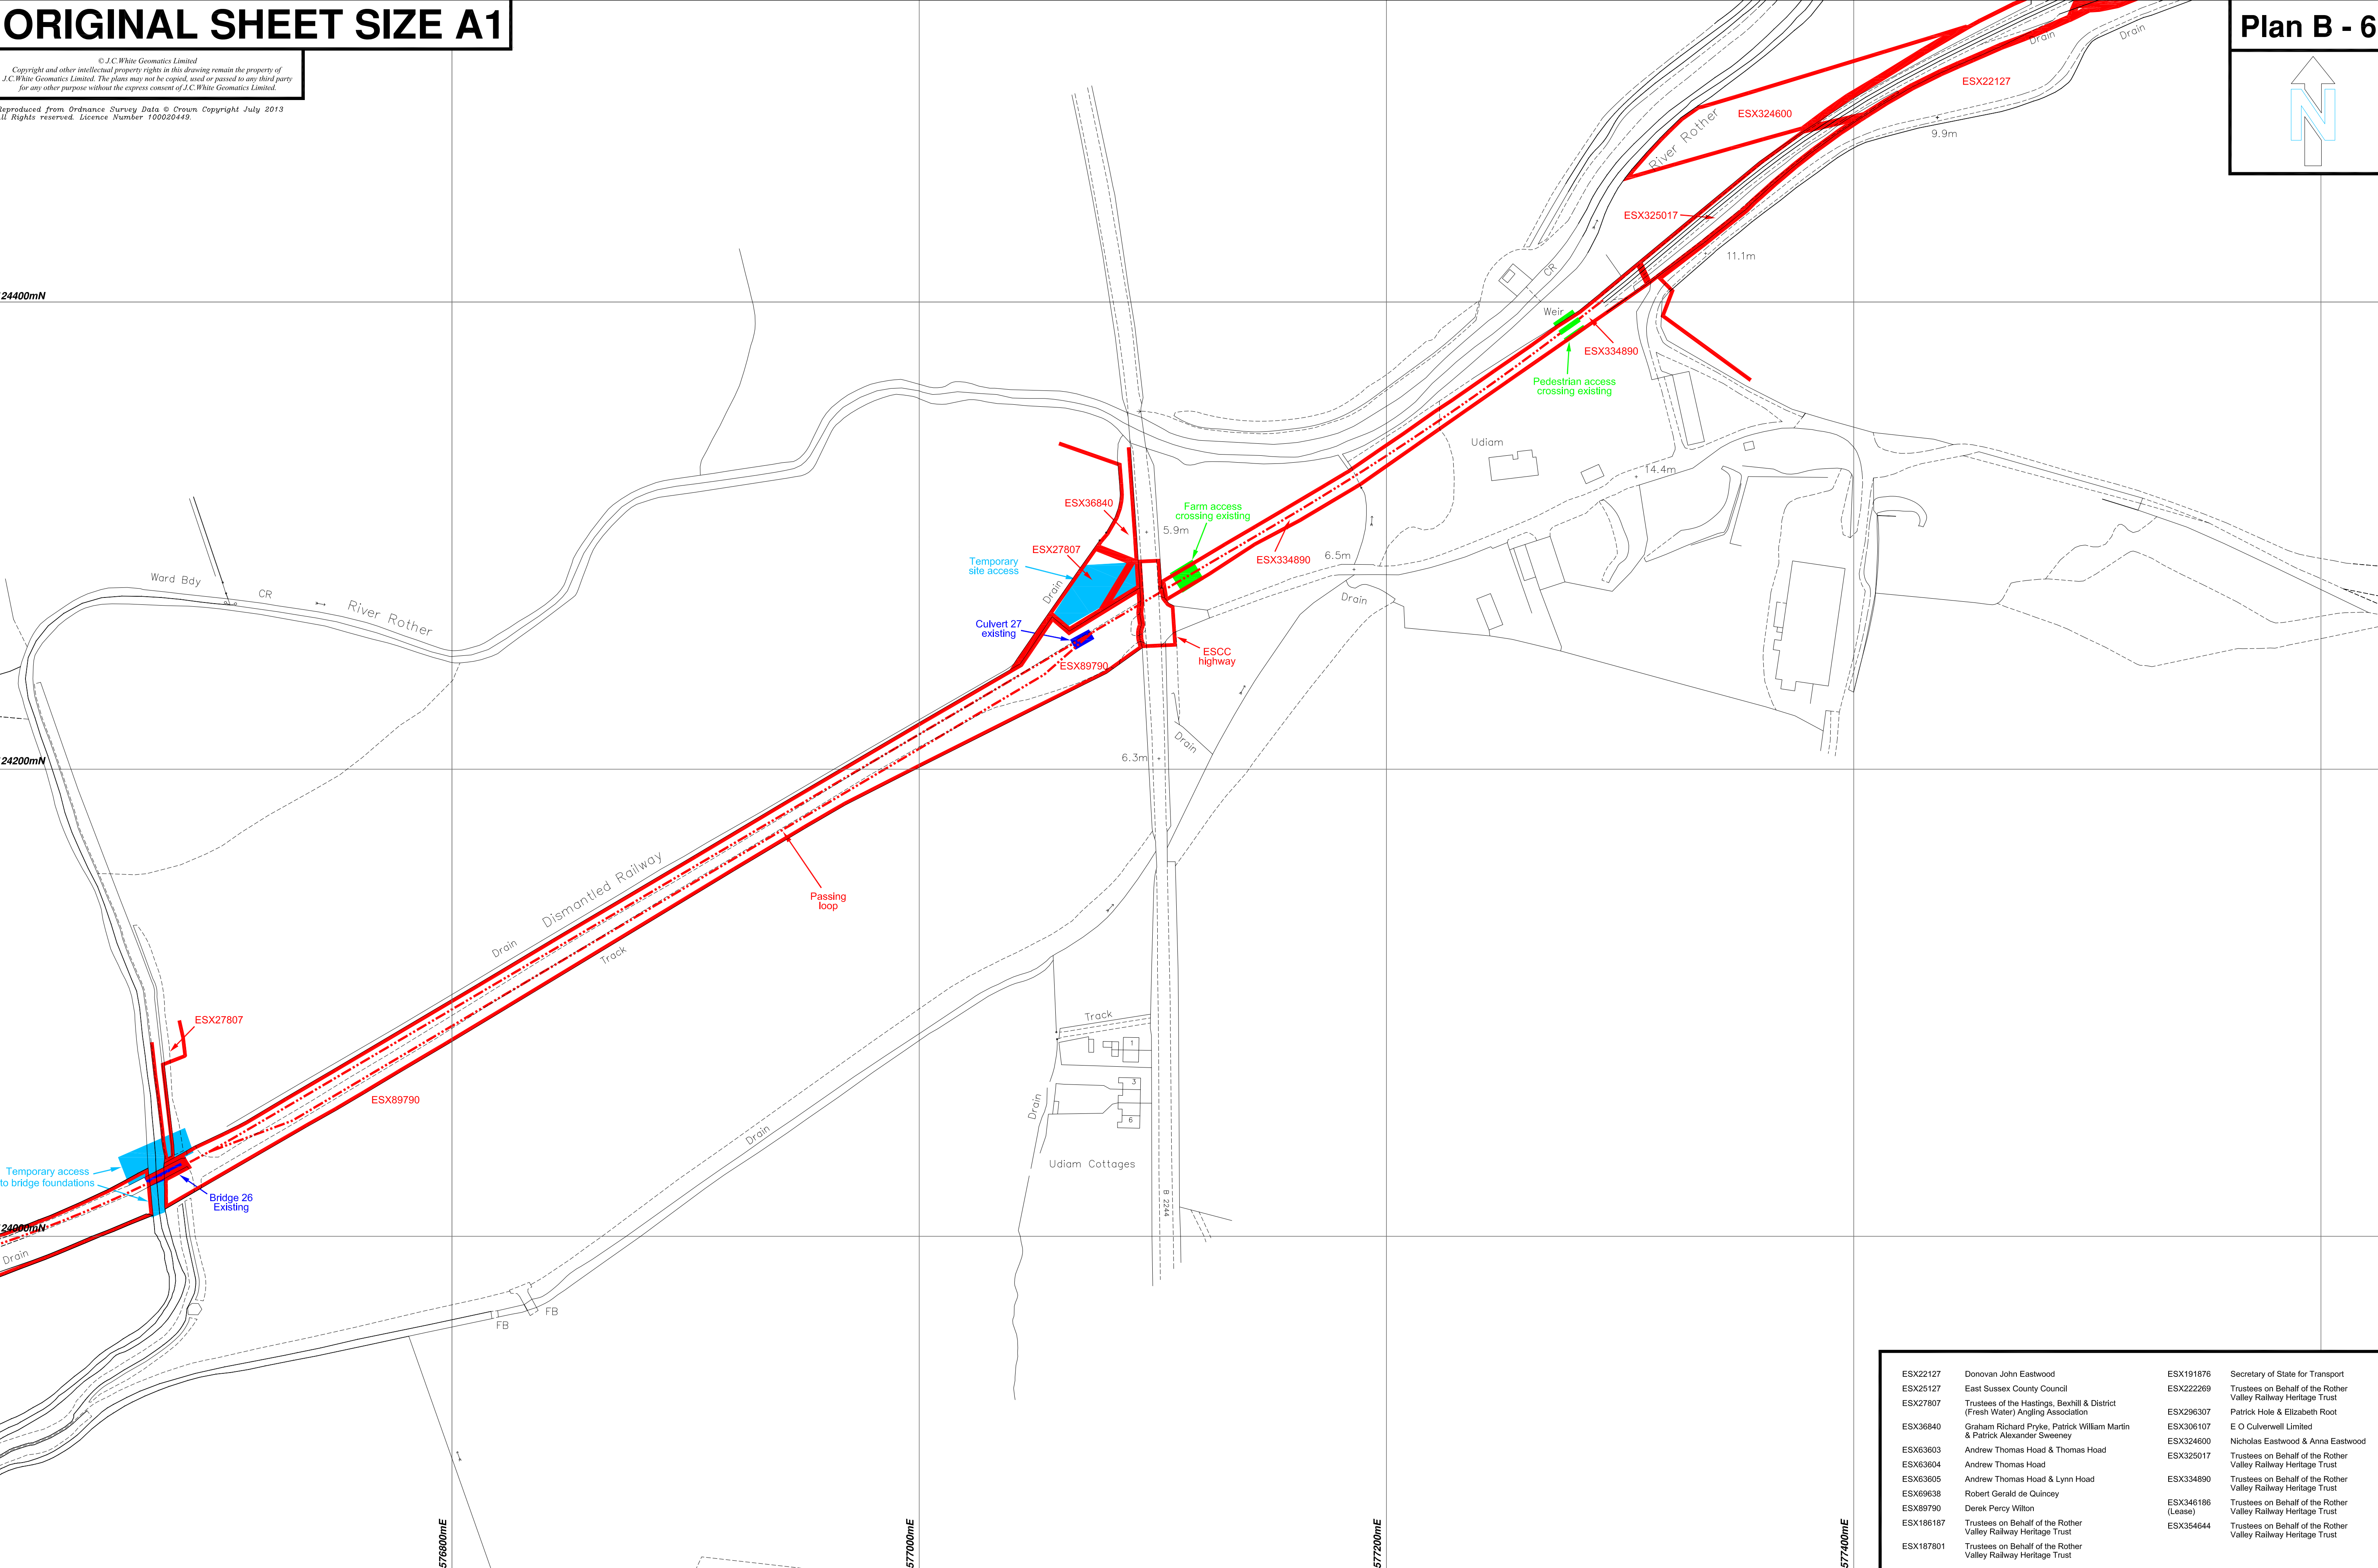 ORIGINAL SHEET SIZE A1
© J.C.White Geomatics Limited
Copyright and other intellectual property rights in this drawing remain the property of
J.C.White Geomatics Limited. The plans may not be copied, used or passed to any third party
for any other purpose without the express consent of J.C.White Geomatics Limited.
Reproduced from Ordnance Survey Data © Crown Copyright July 2013
All Rights reserved. Licence Number 100020449.
Plan B - 6
N
Drain
Drain
ESX22127
ESX324600
River Rother
9.9m
ESX325017
11.1m
CR
24400mN
Weir
ESX334890
Pedestrian access
crossing existing
Udiam
14.4m
ESX36840
Farm access
crossing existing
5.9m
ESX27807
ESX334890
6.5m
Temporary
site access
Drain
Drain
Ward Bdy
CR
River Rother
Culvert 27
existing
ESX89790
ESCC
highway
Drain
6.3m
24200mN
Dismantled Railway
Passing
loop
Drain
Track
ESX27807
Track
1
3
6
ESX89790
Drain
Drain
Udiam Cottages
B 2244
Temporary access
to bridge foundations
Bridge 26
Existing
24000mN
Drain
FB
FB
576800mE
577000mE
577200mE
577400mE
ESX22127 Donovan John Eastwood
ESX25127 East Sussex County Council
ESX27807 Trustees of the Hastings, Bexhill & District
(Fresh Water) Angling Association
ESX36840 Graham Richard Pryke, Patrick William Martin
& Patrick Alexander Sweeney
ESX63603 Andrew Thomas Hoad & Thomas Hoad
ESX63604 Andrew Thomas Hoad
ESX63605 Andrew Thomas Hoad & Lynn Hoad
ESX69638 Robert Gerald de Quincey
ESX89790 Derek Percy Wilton
ESX186187 Trustees on Behalf of the Rother
Valley Railway Heritage Trust
ESX187801 Trustees on Behalf of the Rother
Valley Railway Heritage Trust
ESX191876 Secretary of State for Transport
ESX222269 Trustees on Behalf of the Rother
Valley Railway Heritage Trust
ESX296307 Patrick Hole & Elizabeth Root
ESX306107 E O Culverwell Limited
ESX324600 Nicholas Eastwood & Anna Eastwood
ESX325017 Trustees on Behalf of the Rother
Valley Railway Heritage Trust
ESX334890 Trustees on Behalf of the Rother
Valley Railway Heritage Trust
ESX346186 Trustees on Behalf of the Rother
(Lease) Valley Railway Heritage Trust
ESX354644 Trustees on Behalf of the Rother
Valley Railway Heritage Trust